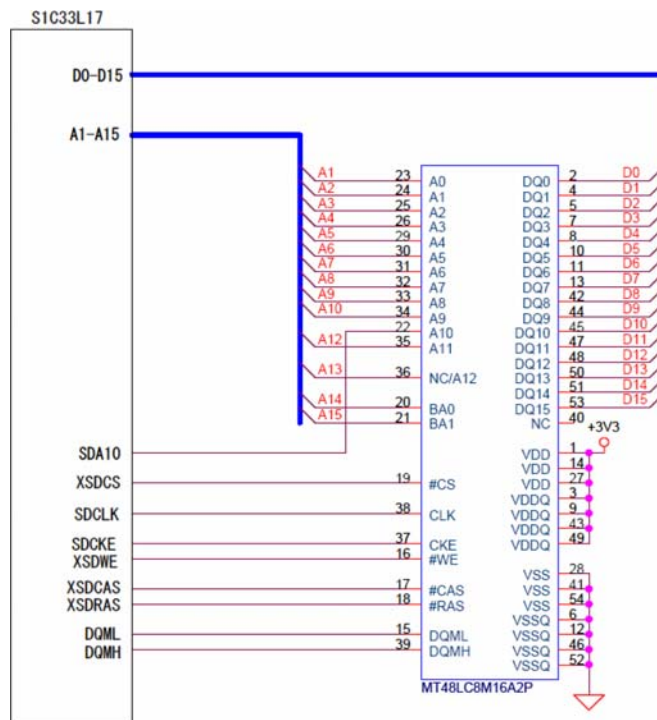 S1C33L17
D0-D15
A1-A15
A1 23 A0 DQ0 2 D0
A2 24 A1 DQ1 4 D1
A3 25 A2 DQ2 5 D2
A4 26 A3 DQ3 7 D3
A5 29 A4 DQ4 8 D4
A6 30 A5 DQ5 10 D5
A7 31 A6 DQ6 11 D6
A8 32 A7 DQ7 13 D7
A9 33 A8 DQ8 42 D8
A10 34 A9 DQ9 44 D9
22 A10 DQ10 45 D10
A12 35 A11 DQ11 47 D11
DQ12 48 D12
A13 36 NC/A12 DQ13 50 D13
DQ14 51 D14
A14 20 BA0 DQ15 53 D15
A15 21 BA1 NC 40
+3V3
SDA10 VDD 1
VDD 14
XSDCS 19 #CS VDD 27
VDDQ 3
SDCLK 38 CLK VDDQ 9
VDDQ 43
SDCKE 37 CKE VDDQ 49
XSDWE 16 #WE
VSS 28
XSDCAS 17 #CAS VSS 41
XSDRAS 18 #RAS VSS 54
VSSQ 6
DQML 15 DQML VSSQ 12
DQMH 39 DQMH VSSQ 46
VSSQ 52
MT48LC8M16A2P